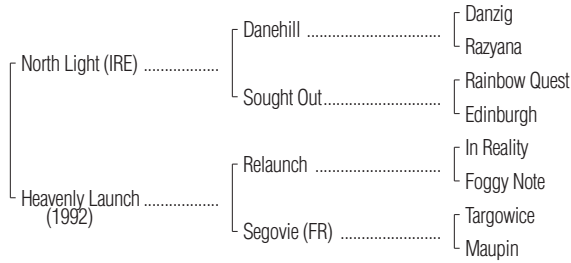 Danzig
Danehill
Razyana
North Light (IRE)
Rainbow Quest
Sought Out
Edinburgh
In Reality
Relaunch
Foggy Note
Heavenly Launch
(1992)
Targowice
Segovie (FR)
Maupin